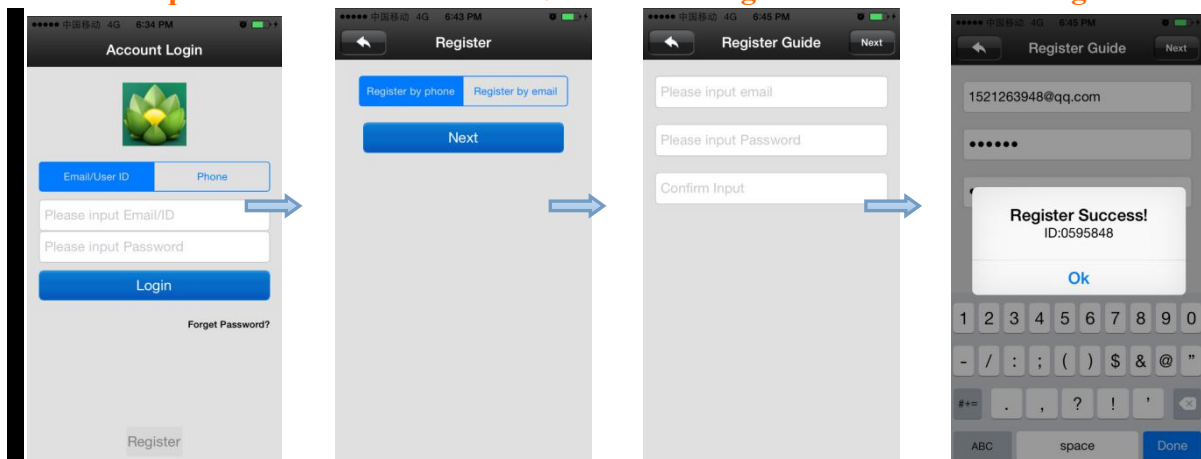 中国移动 4G 6:34 PM
Account Login
Email/User ID Phone
Please input Email/ID
Please input Password
Login
Forget Password?
Register
中国移动 4G 6:43 PM
Register
Register by phone Register by email
Next
中国移动 4G 6:45 PM
Register Guide Next
Please input email
Please input Password
Confirm Input
中国移动 4G 6:45 PM
Register Guide Next
1521263948@qq.com
••••••
Register Success!
ID:0595848
Ok
1 2 3 4 5 6 7 8 9 0
- / : ; ( ) $ & @ "
#+= . , ? ! '
ABC space Done